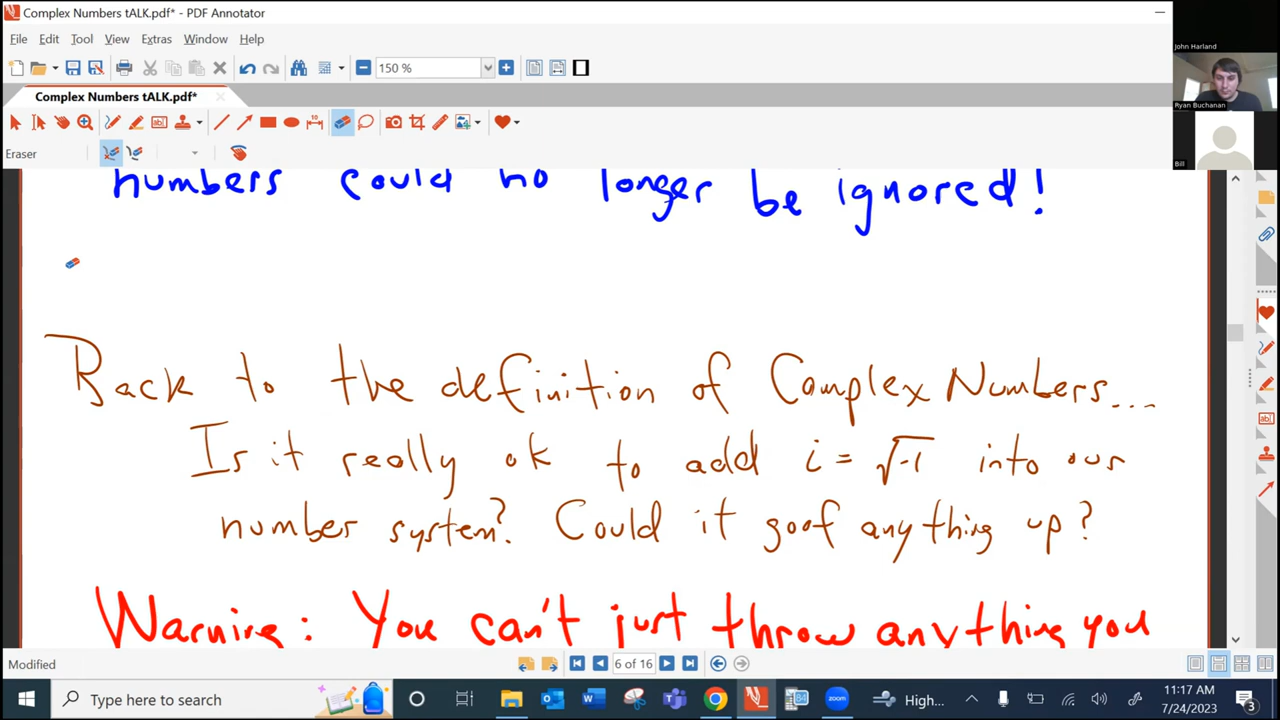 Complex Numbers tALK.pdf* - PDF Annotator
File Edit Tool View Extras Window Help
150 %
Complex Numbers tALK.pdf*
Eraser
John Harland
Ryan Buchanan
Bill
numbers could no longer be ignored!
Back to the definition of Complex Numbers...
Is it really ok to add i = √-1 into our
number system? Could it goof anything up?
Warning: You can't just throw anything you
Modified
6 of 16
Type here to search
High...
11:17 AM
7/24/2023
3